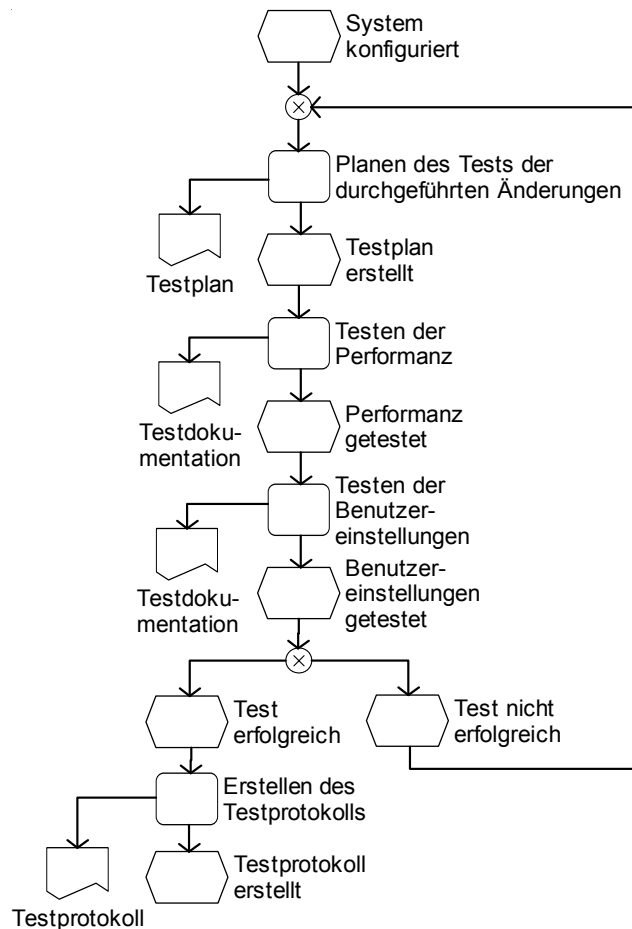 System
konfiguriert
Planen des Tests der
durchgeführten Änderungen
Testplan
Testplan
erstellt
Testen der
Performanz
Testdoku-
mentation
Performanz
getestet
Testen der
Benutzer-
einstellungen
Testdoku-
mentation
Benutzer-
einstellungen
getestet
Test
erfolgreich
Test nicht
erfolgreich
Erstellen des
Testprotokolls
Testprotokoll
Testprotokoll
erstellt